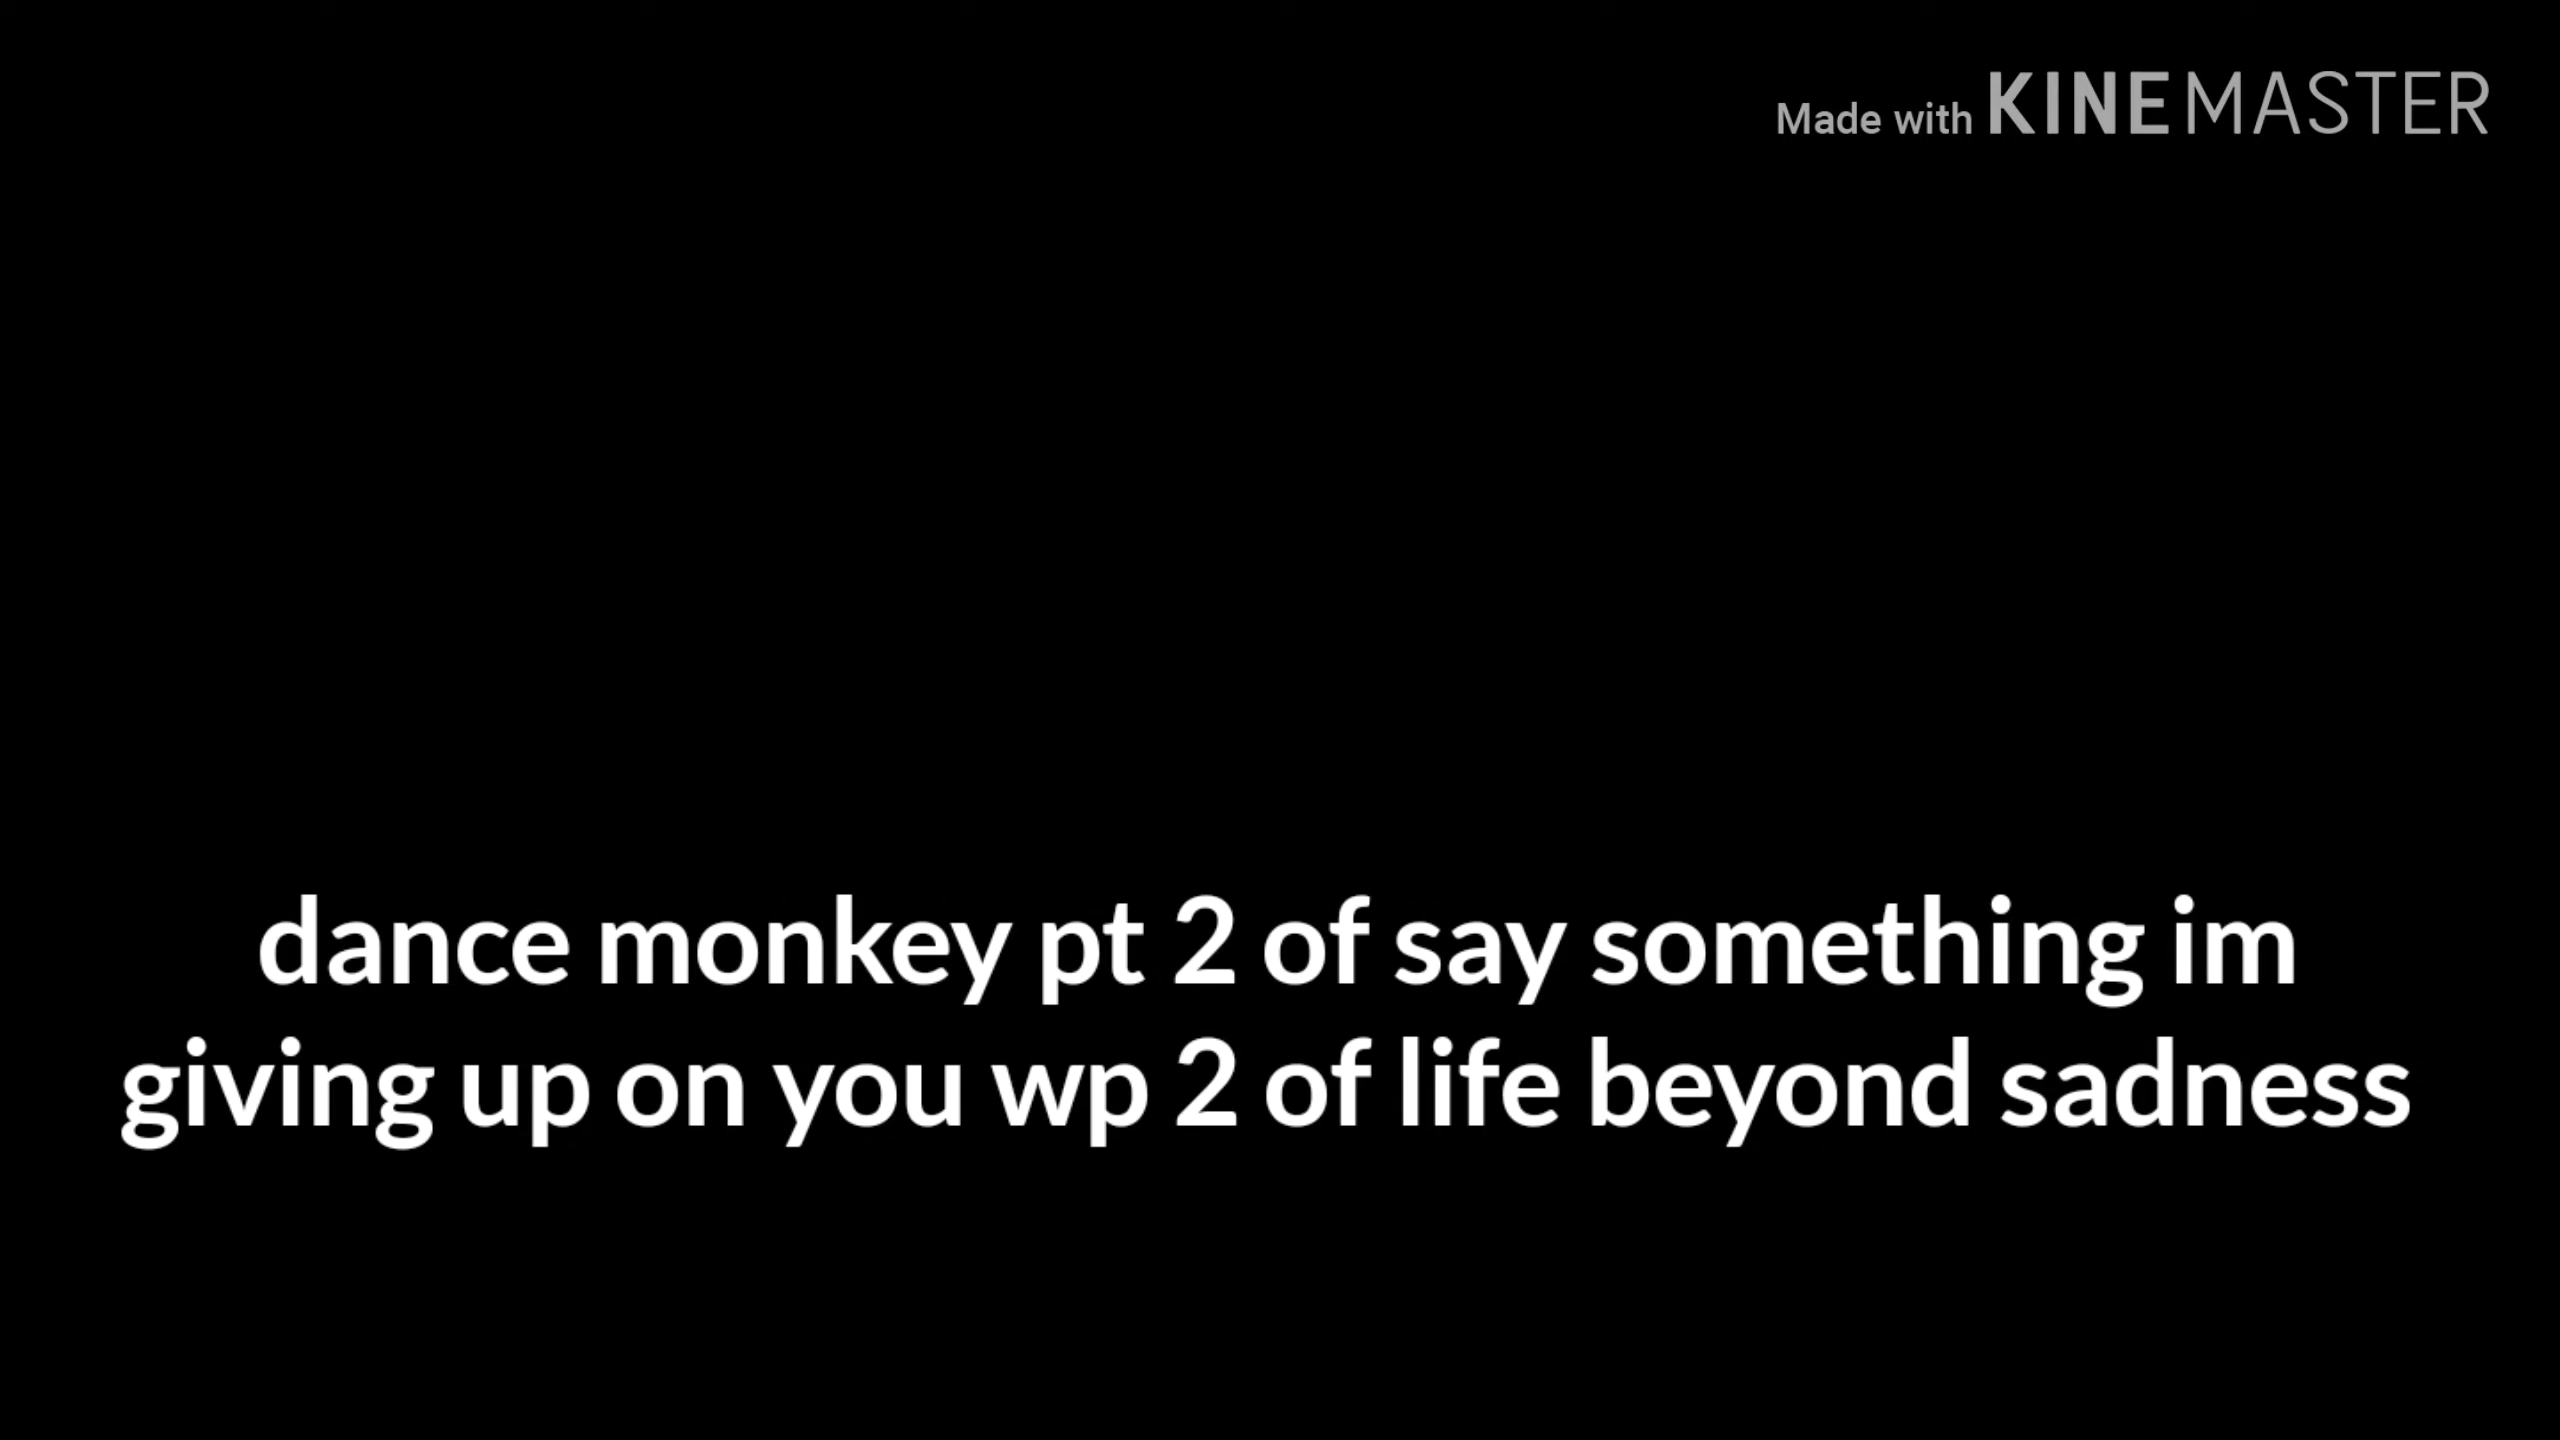 Made with KINEMASTER
dance monkey pt 2 of say something im
giving up on you wp 2 of life beyond sadness